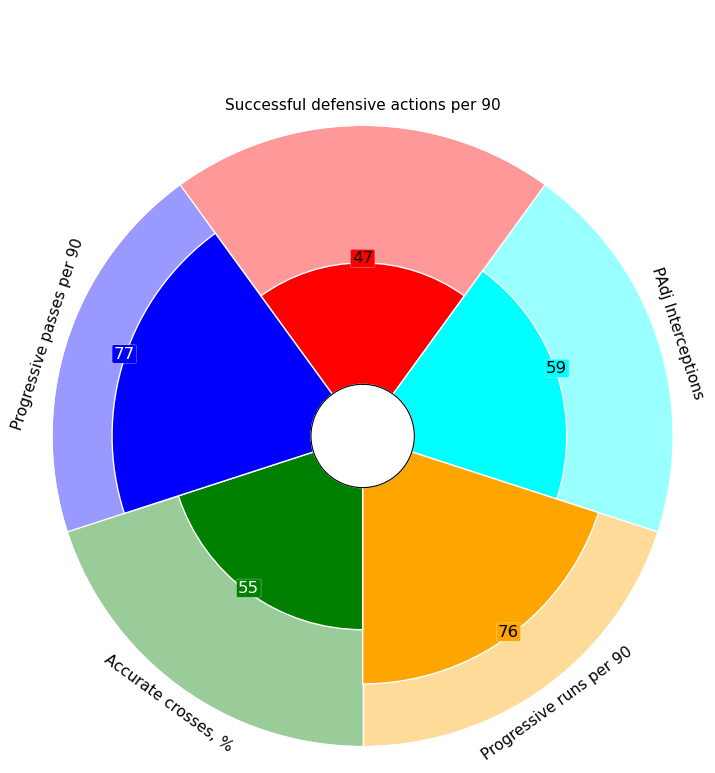 Successful defensive actions per 90
47
PAdj Interceptions
59
Progressive runs per 90
76
Accurate crosses, %
55
Progressive passes per 90
77